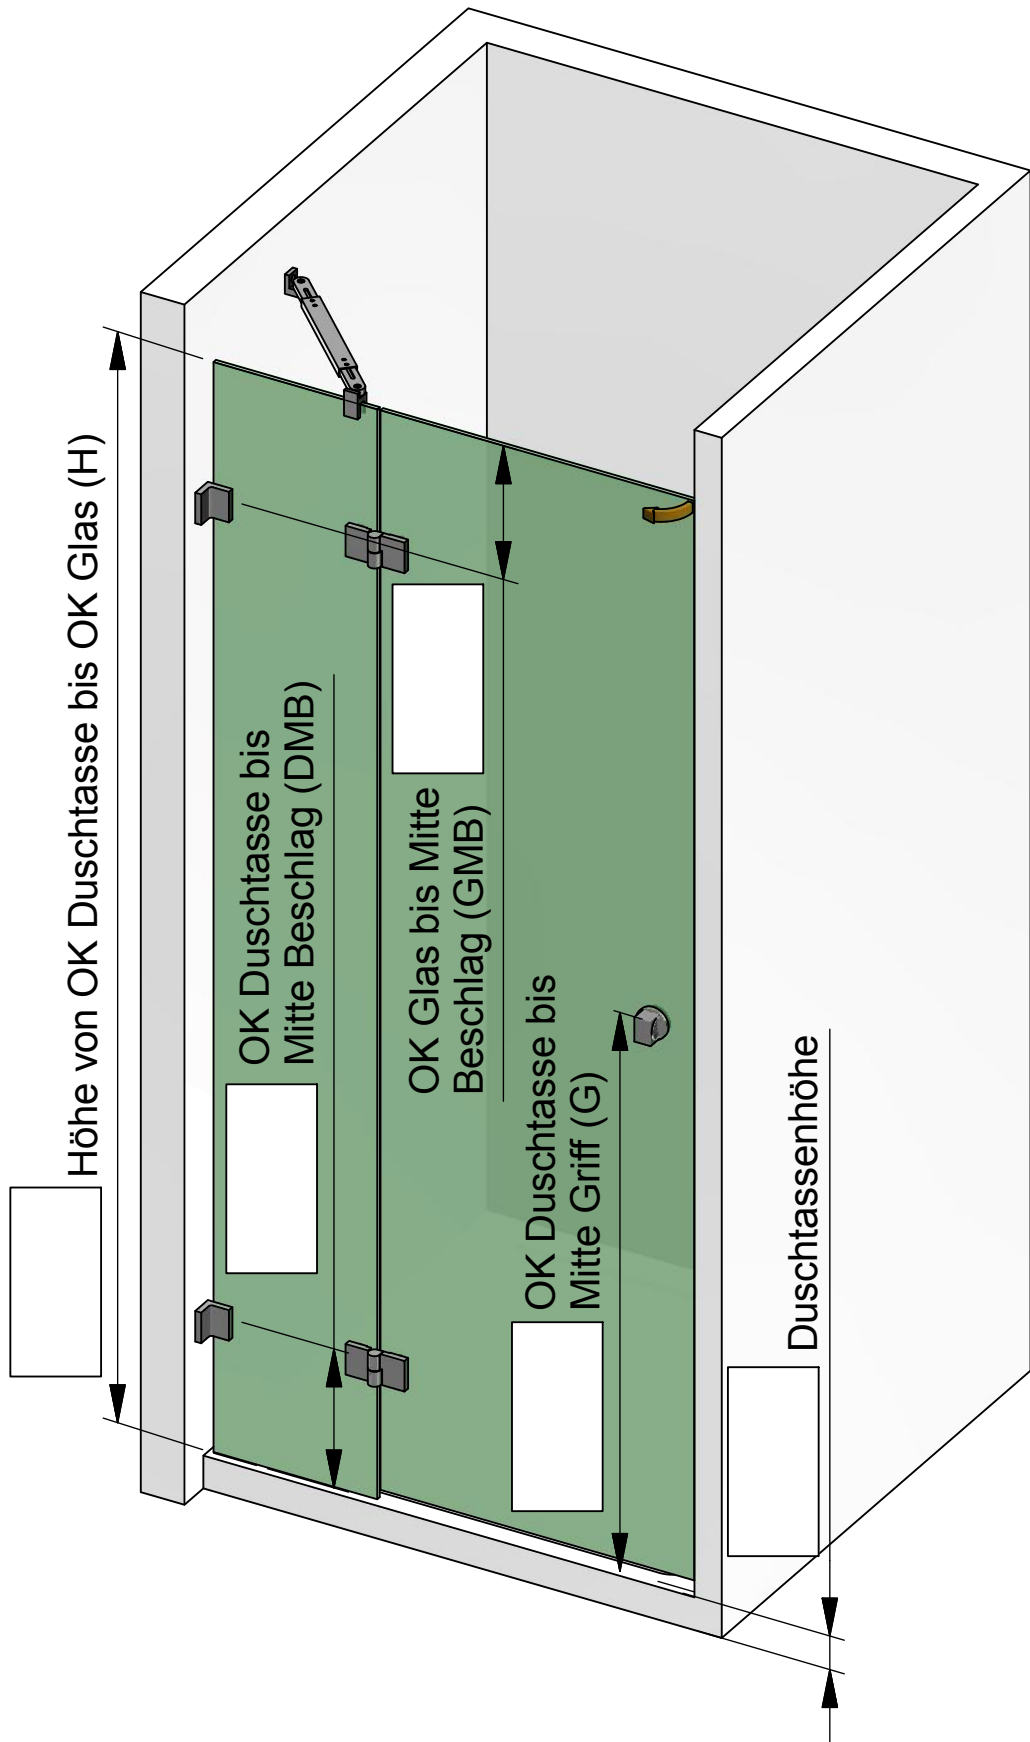 Höhe von OK Duschtasse bis OK Glas (H)
OK Duschtasse bis
Mitte Beschlag (DMB)
OK Glas bis Mitte
Beschlag (GMB)
OK Duschtasse bis
Mitte Griff (G)
Duschtassenhöhe